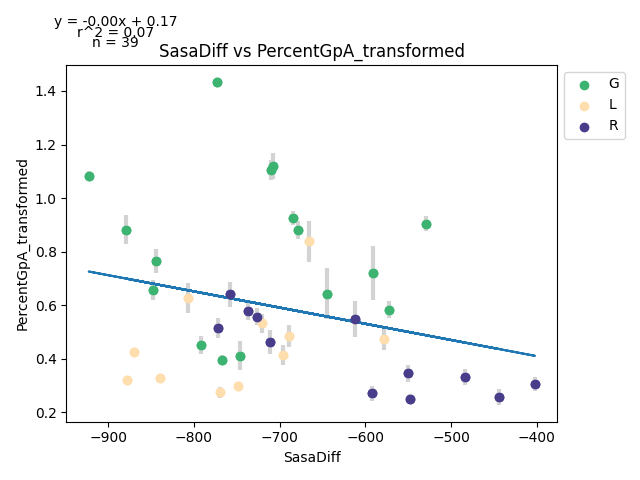 y = -0.00x + 0.17
r^2 = 0.07
n = 39
SasaDiff vs PercentGpA_transformed
G
L
R
PercentGpA_transformed
1.4
1.2
1.0
0.8
0.6
0.4
0.2
−900
−800
−700
−600
−500
−400
SasaDiff